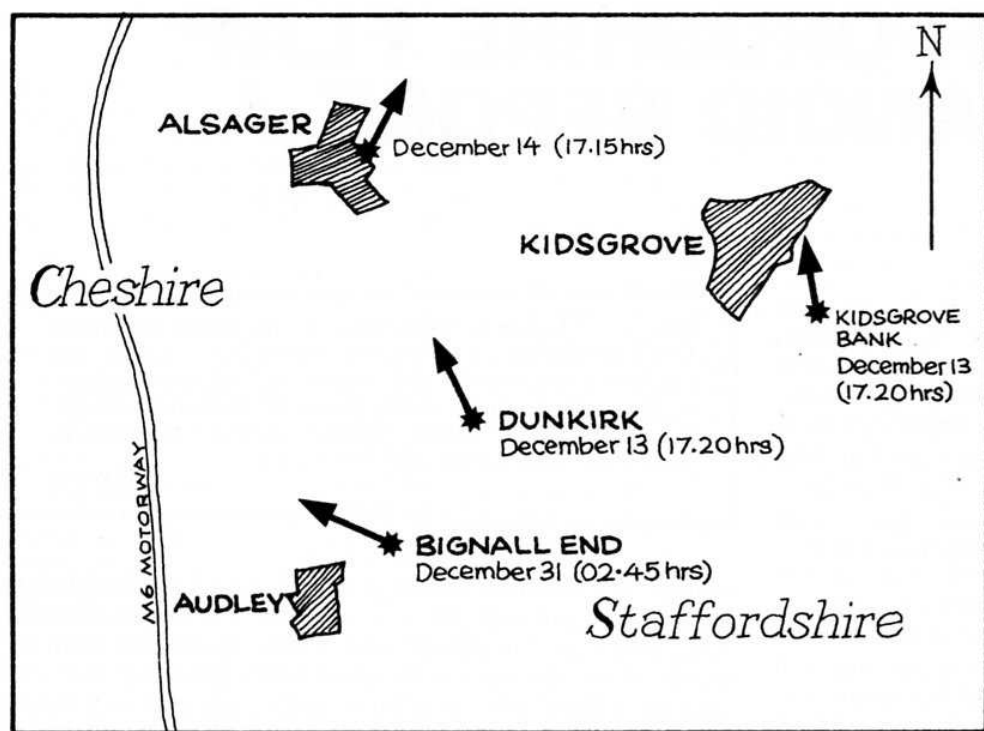 N
ALSAGER
December 14 (17.15hrs)
KIDSGROVE
Cheshire
KIDSGROVE
BANK
December 13
(17.20hrs)
DUNKIRK
December 13 (17.20hrs)
M6 MOTORWAY
BIGNALL END
December 31 (02·45hrs)
AUDLEY
Staffordshire